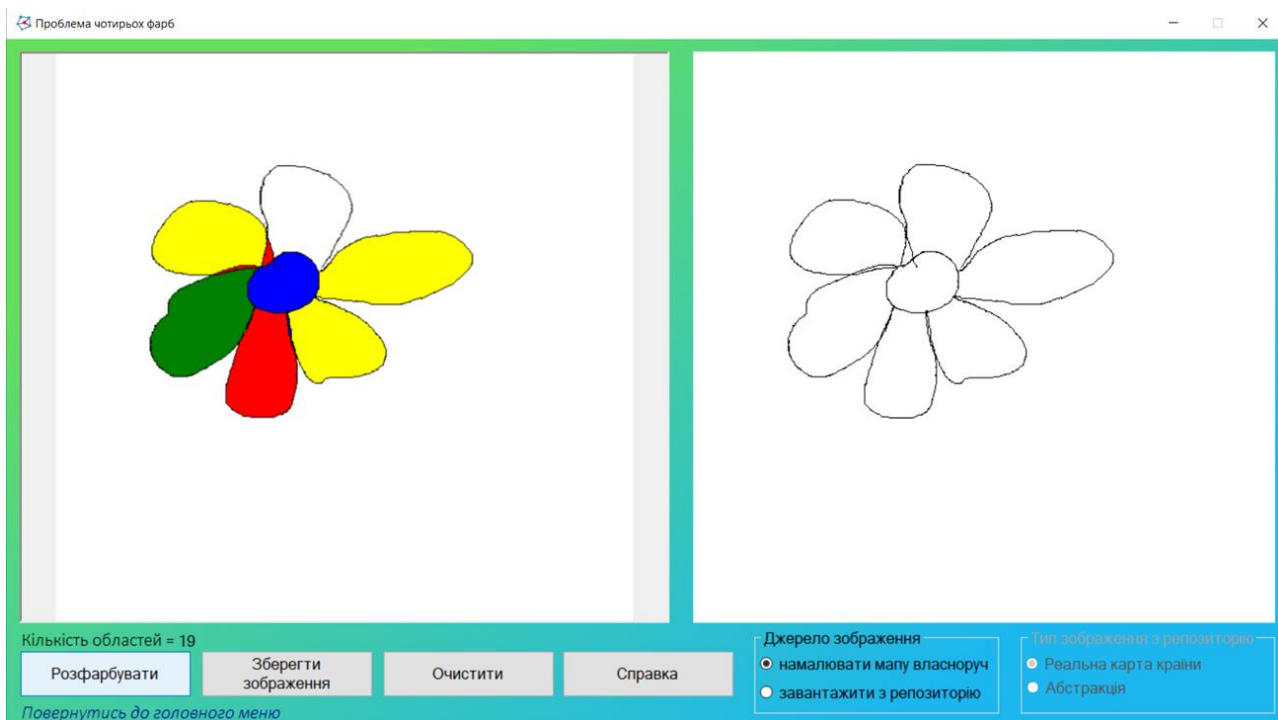 Проблема чотирьох фарб
Кількість областей = 19
Розфарбувати
Зберегти
зображення
Очистити
Справка
Повернутись до головного меню
Джерело зображення
намалювати мапу власноруч
завантажити з репозиторію
Тип зображення з репозиторію
Реальна карта країни
Абстракція